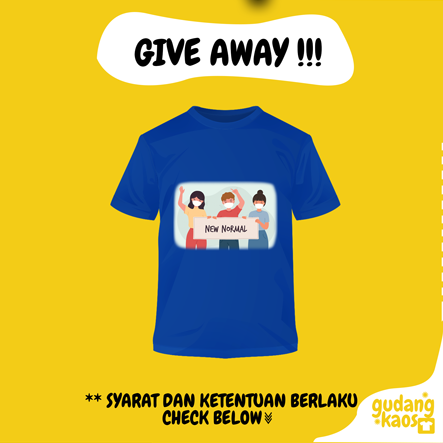 GIVE AWAY !!!
NEW NORMAL
** SYARAT DAN KETENTUAN BERLAKU
CHECK BELOW
gudang
kaos